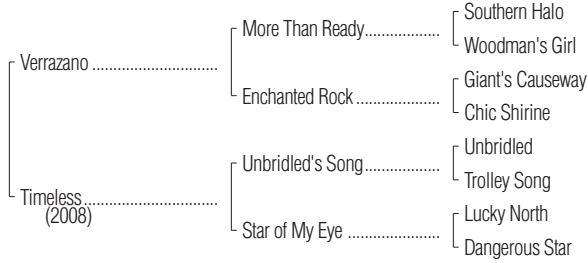 Southern Halo
More Than Ready..................
Woodman's Girl
Verrazano ..............................
Giant's Causeway
Enchanted Rock ....................
Chic Shirine
Unbridled
Unbridled's Song..................
Trolley Song
Timeless................................
(2008)
Lucky North
Star of My Eye ......................
Dangerous Star